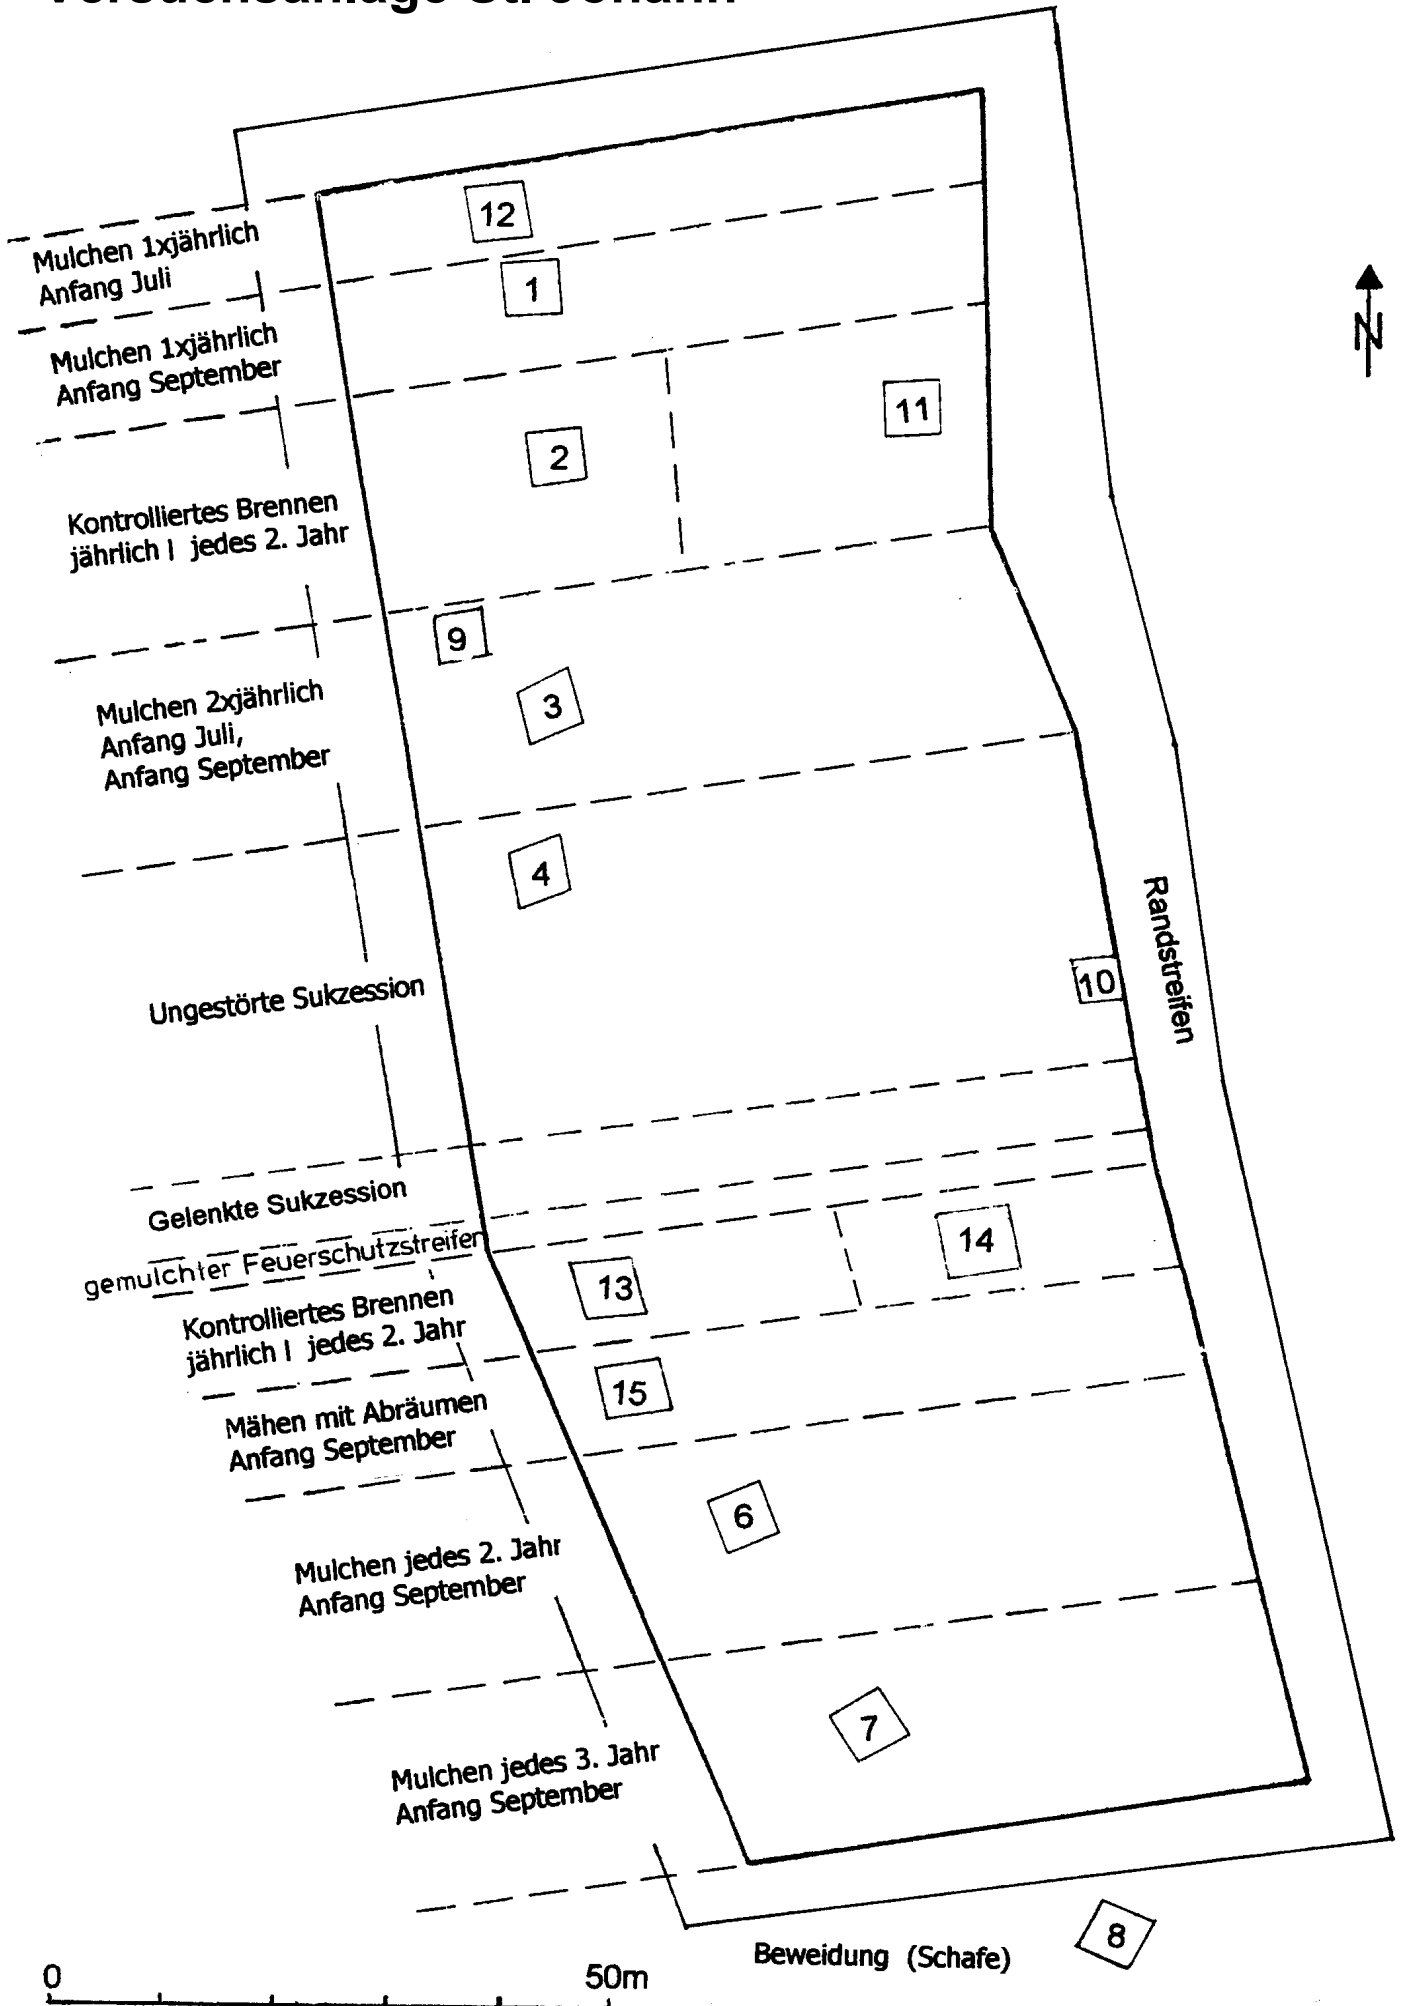 Versuchsanlage St. Johann
12
Mulchen 1xjährlich
Anfang Juli
1
Mulchen 1xjährlich
Anfang September
N
11
2
Kontrolliertes Brennen
jährlich I jedes 2. Jahr
9
3
Mulchen 2xjährlich
Anfang Juli,
Anfang September
4
Randstreifen
10
Ungestörte Sukzession
Gelenkte Sukzession
gemulchter Feuerschutzstreifen
14
13
Kontrolliertes Brennen
jährlich I jedes 2. Jahr
15
Mähen mit Abräumen
Anfang September
6
Mulchen jedes 2. Jahr
Anfang September
7
Mulchen jedes 3. Jahr
Anfang September
8
Beweidung (Schafe)
0 50m